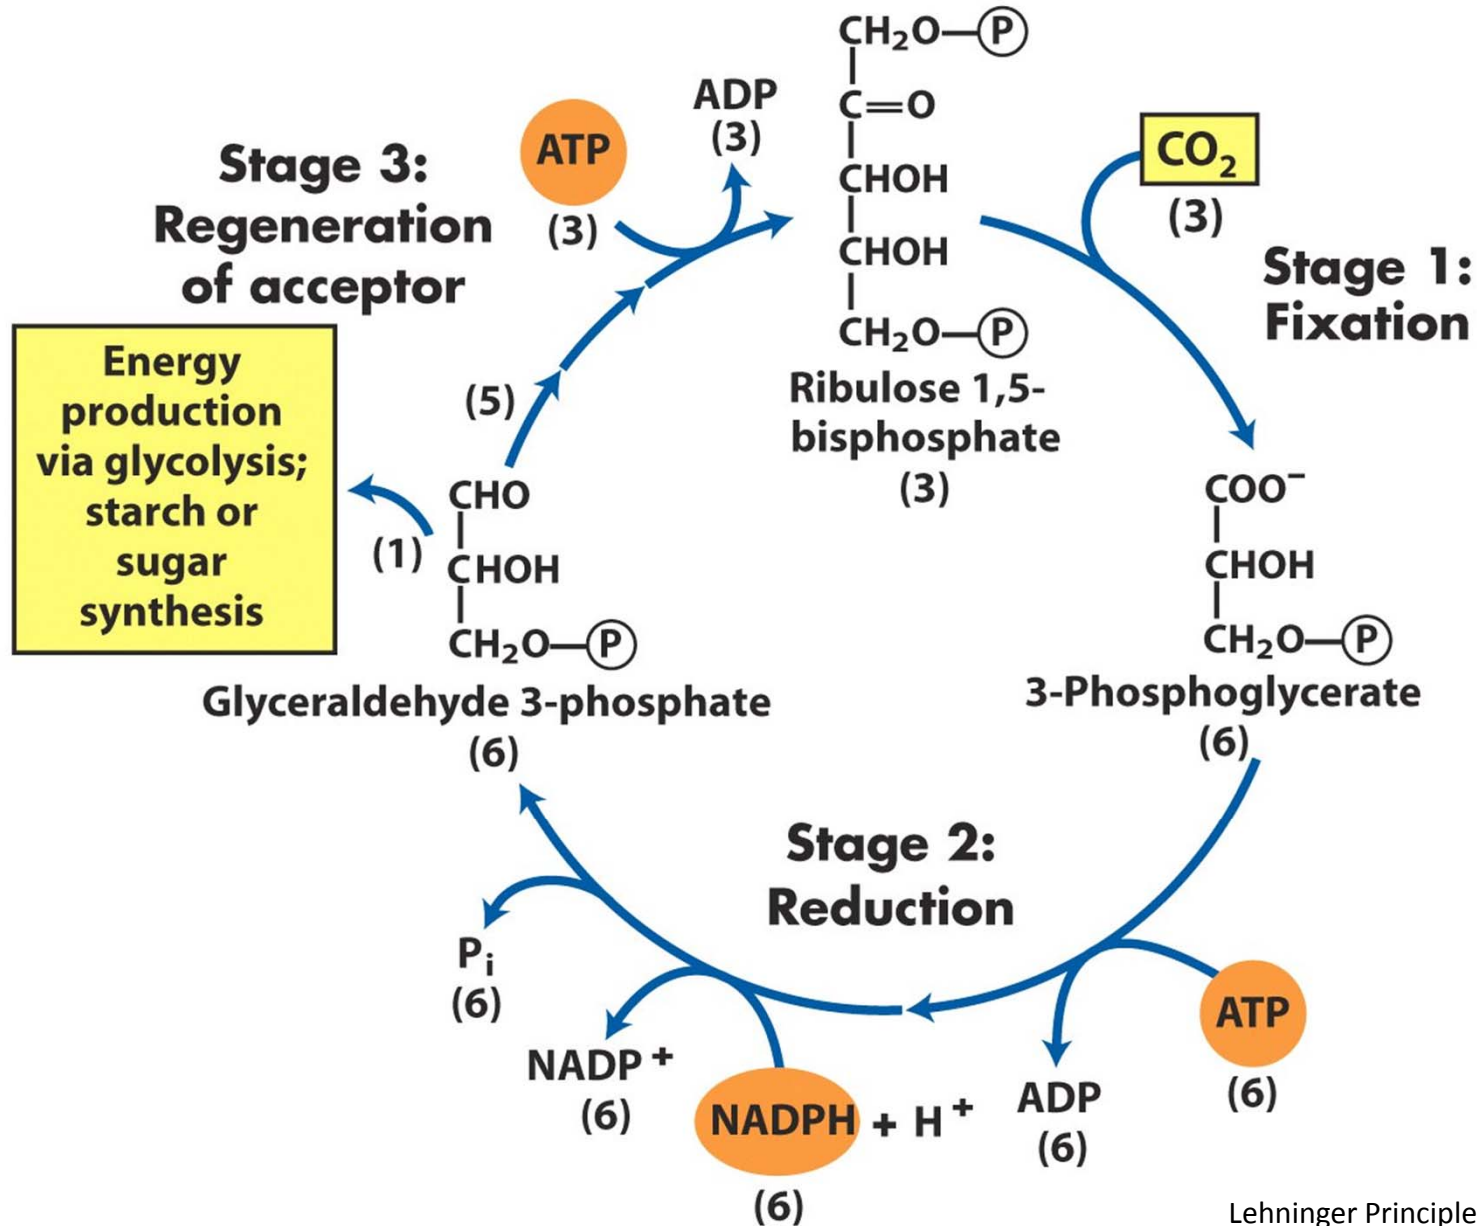 CH₂O—P
C=O
CHOH
CHOH
CH₂O—P
Ribulose 1,5-
bisphosphate
(3)
CO₂
(3)
Stage 1:
Fixation
COO⁻
CHOH
CH₂O—P
3-Phosphoglycerate
(6)
Stage 2:
Reduction
ATP
(6)
ADP
(6)
NADPH + H⁺
(6)
NADP⁺
(6)
Pᵢ
(6)
CHO
CHOH
CH₂O—P
Glyceraldehyde 3-phosphate
(6)
(1)
Energy
production
via glycolysis;
starch or
sugar
synthesis
(5)
Stage 3:
Regeneration
of acceptor
ATP
(3)
ADP
(3)
Lehninger Principle